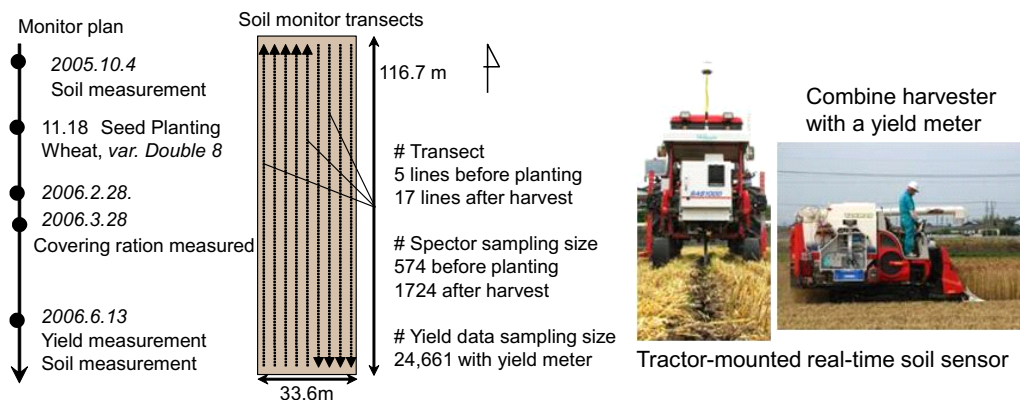 Monitor plan
2005.10.4
Soil measurement
11.18 Seed Planting
Wheat, var. Double 8
2006.2.28.
2006.3.28
Covering ration measured
2006.6.13
Yield measurement
Soil measurement
Soil monitor transects
116.7 m
33.6m
# Transect
5 lines before planting
17 lines after harvest
# Spector sampling size
574 before planting
1724 after harvest
# Yield data sampling size
24,661 with yield meter
SAS1000
Combine harvester
with a yield meter
Tractor-mounted real-time soil sensor